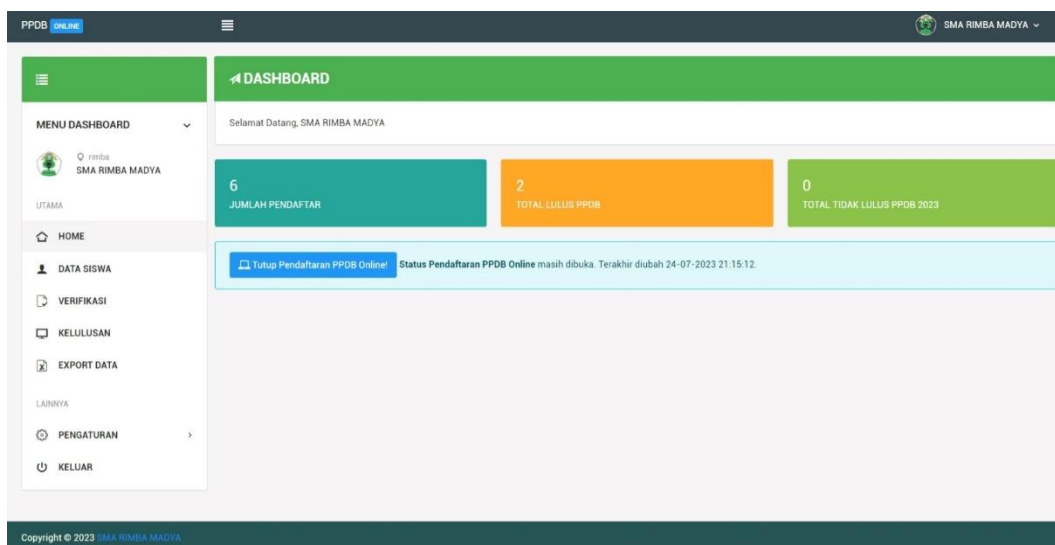 PPDB ONLINE
SMA RIMBA MADYA
MENU DASHBOARD
rimba
SMA RIMBA MADYA
UTAMA
HOME
DATA SISWA
VERIFIKASI
KELULUSAN
EXPORT DATA
LAINNYA
PENGATURAN
KELUAR
DASHBOARD
Selamat Datang, SMA RIMBA MADYA
6
JUMLAH PENDAFTAR
2
TOTAL LULUS PPDB
0
TOTAL TIDAK LULUS PPDB 2023
Tutup Pendaftaran PPDB Online! Status Pendaftaran PPDB Online masih dibuka. Terakhir diubah 24-07-2023 21:15:12.
Copyright © 2023 SMA RIMBA MADYA